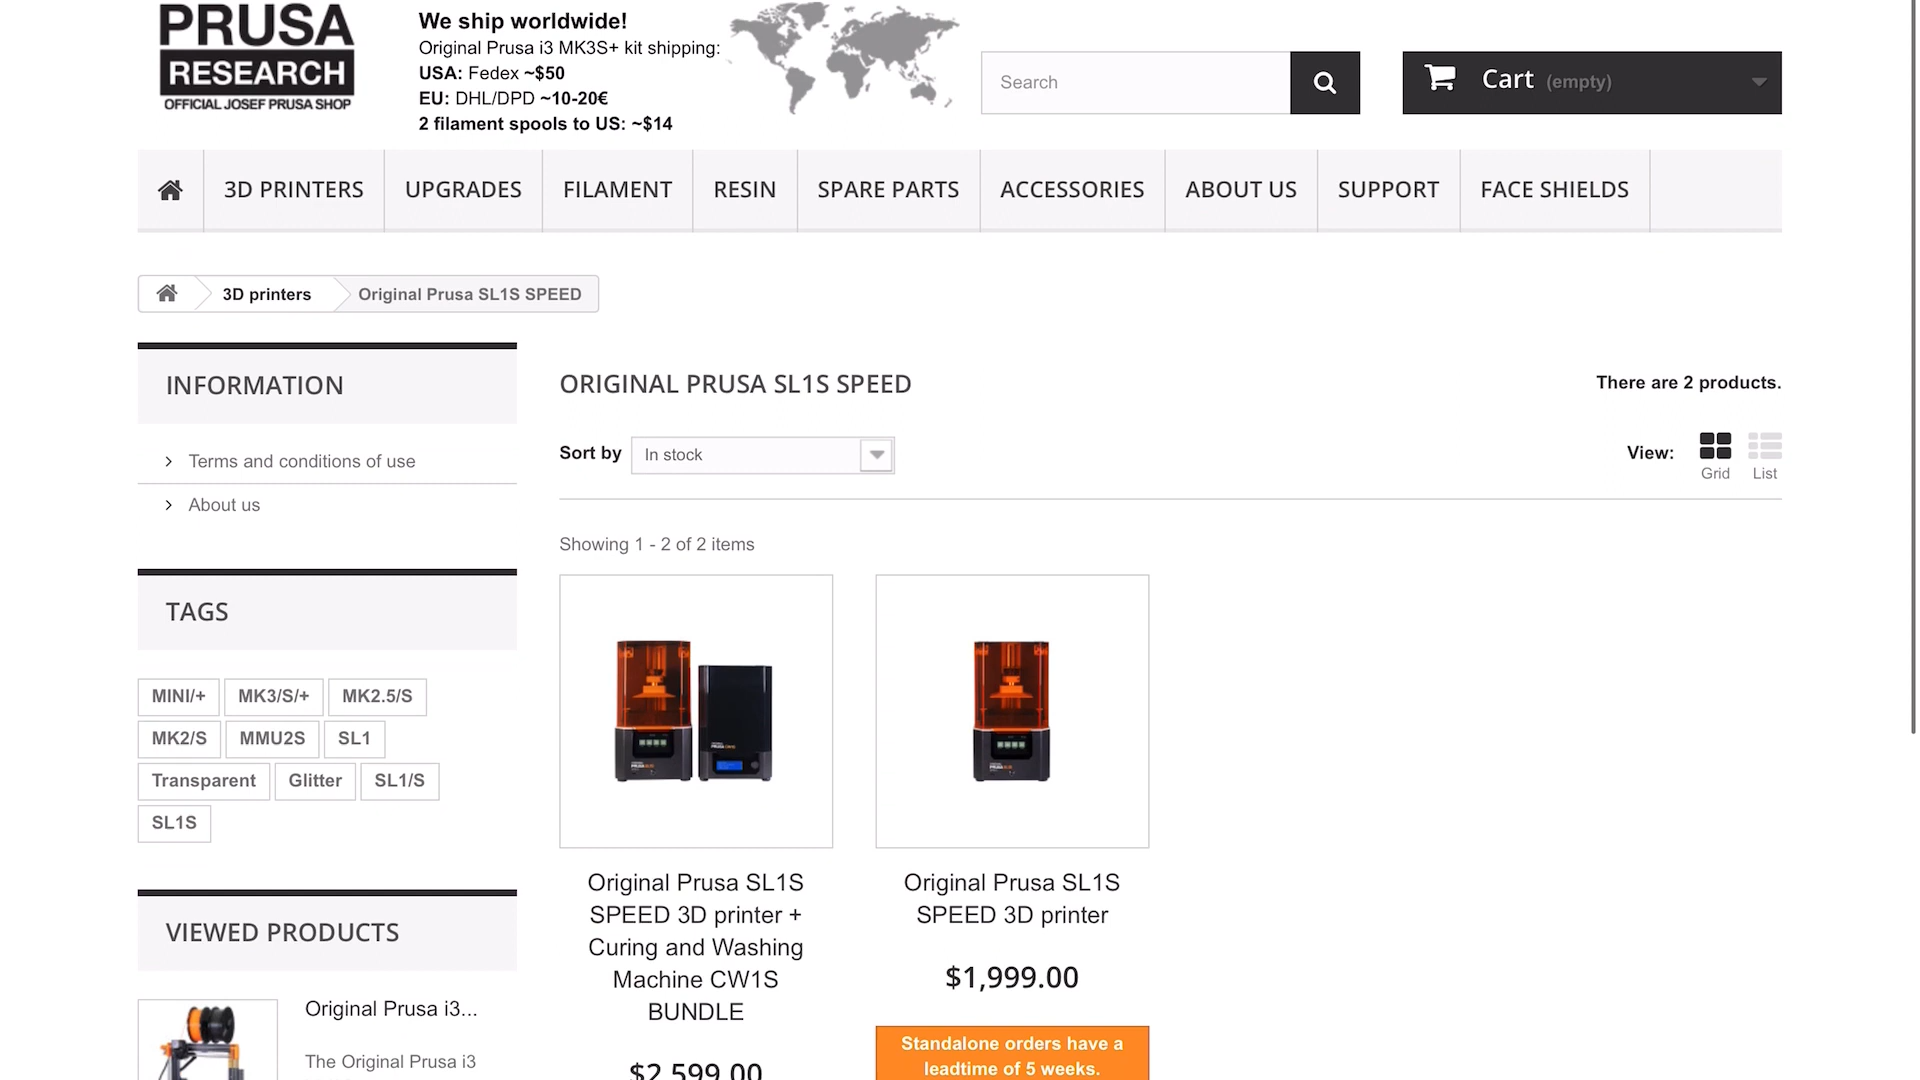 PRUSA
RESEARCH
OFFICIAL JOSEF PRUSA SHOP
We ship worldwide!
Original Prusa i3 MK3S+ kit shipping:
USA: Fedex ~$50
EU: DHL/DPD ~10-20€
2 filament spools to US: ~$14
Search
Cart (empty)
3D PRINTERS
UPGRADES
FILAMENT
RESIN
SPARE PARTS
ACCESSORIES
ABOUT US
SUPPORT
FACE SHIELDS
3D printers
Original Prusa SL1S SPEED
INFORMATION
Terms and conditions of use
About us
TAGS
MINI/+
MK3/S/+
MK2.5/S
MK2/S
MMU2S
SL1
Transparent
Glitter
SL1/S
SL1S
VIEWED PRODUCTS
Original Prusa i3...
The Original Prusa i3
ORIGINAL PRUSA SL1S SPEED
There are 2 products.
Sort by
In stock
View:
Grid
List
Showing 1 - 2 of 2 items
Original Prusa SL1S
SPEED 3D printer +
Curing and Washing
Machine CW1S
BUNDLE
$2,599.00
Original Prusa SL1S
SPEED 3D printer
$1,999.00
Standalone orders have a
leadtime of 5 weeks.